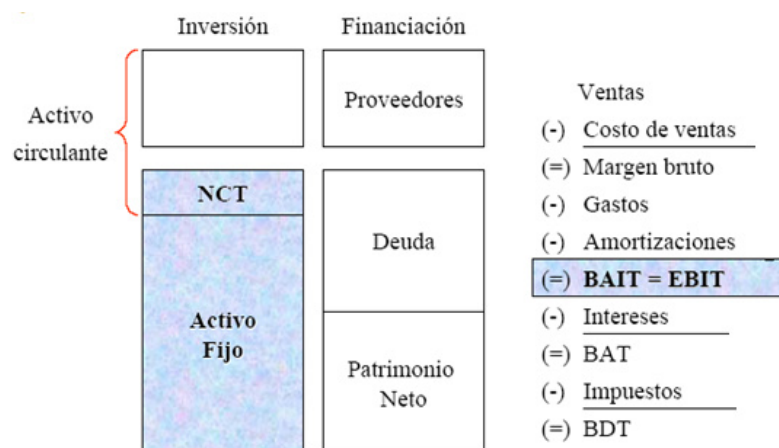 Inversión
Financiación
Activo
circulante
Proveedores
NCT
Activo
Fijo
Deuda
Patrimonio
Neto
Ventas
(-) Costo de ventas
(=) Margen bruto
(-) Gastos
(-) Amortizaciones
(=) BAIT = EBIT
(-) Intereses
(=) BAT
(-) Impuestos
(=) BDT